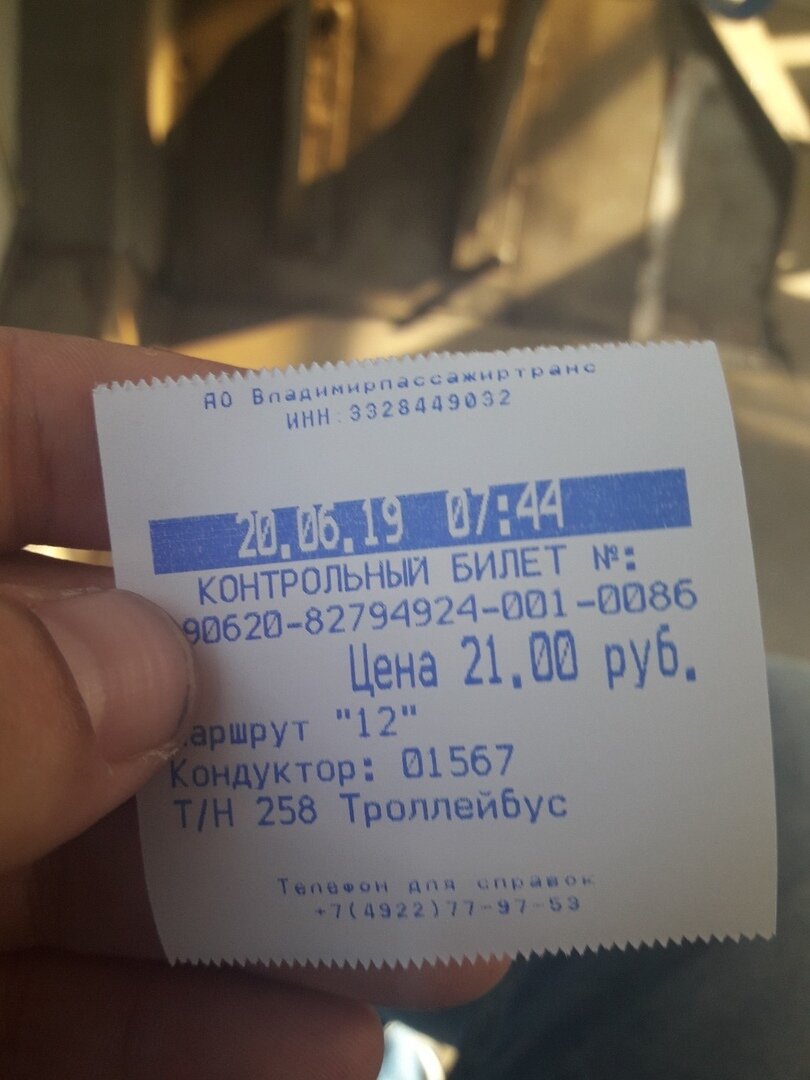 АО Владимирпассажиртранс
ИНН:3328449032
20.06.19 07:44
КОНТРОЛЬНЫЙ БИЛЕТ №:
90620-82794924-001-0086
Цена 21.00 руб.
аршрут "12"
Кондуктор: 01567
Т/Н 258 Троллейбус
Телефон для справок
+7(4922)77-97-53